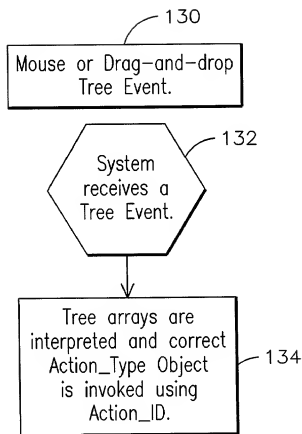 130
Mouse or Drag-and-drop
Tree Event.
132
System
receives a
Tree Event.
Tree arrays are
interpreted and correct
Action_Type Object
is invoked using
Action_ID.
134